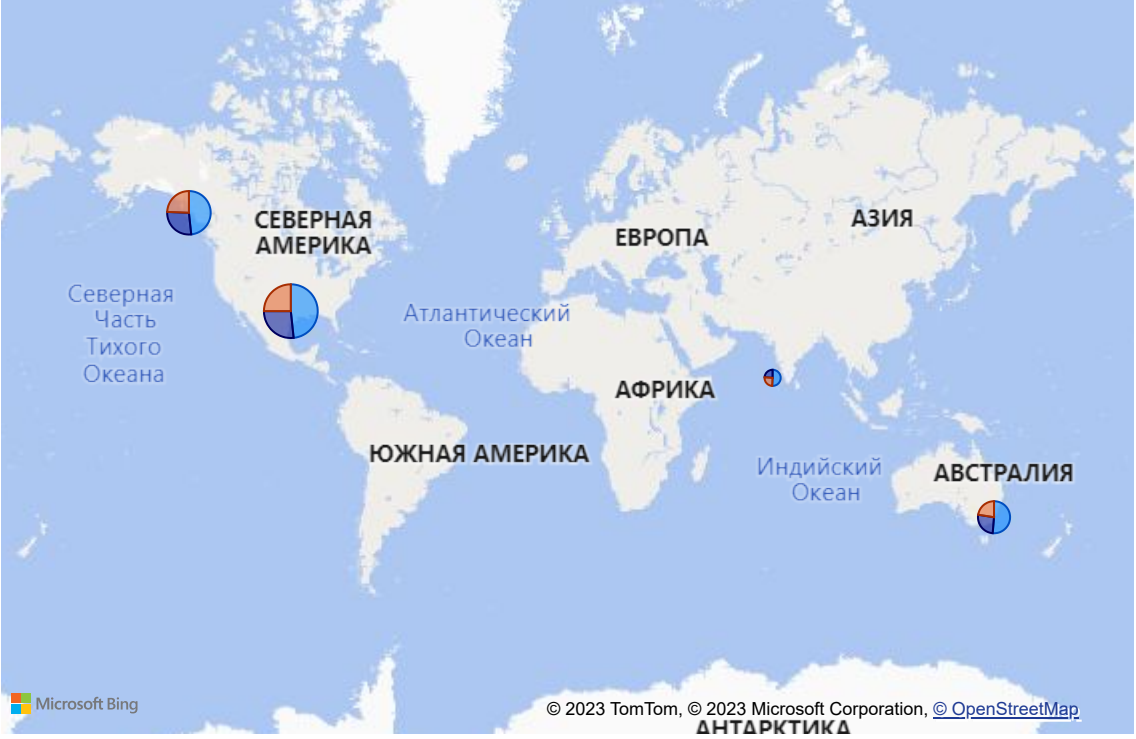 СЕВЕРНАЯ
АМЕРИКА
ЕВРОПА
АЗИЯ
Северная
Часть
Тихого
Океана
Атлантический
Океан
АФРИКА
ЮЖНАЯ АМЕРИКА
Индийский
Океан
АВСТРАЛИЯ
Microsoft Bing
© 2023 TomTom, © 2023 Microsoft Corporation, © OpenStreetMap
АНТАРКТИКА